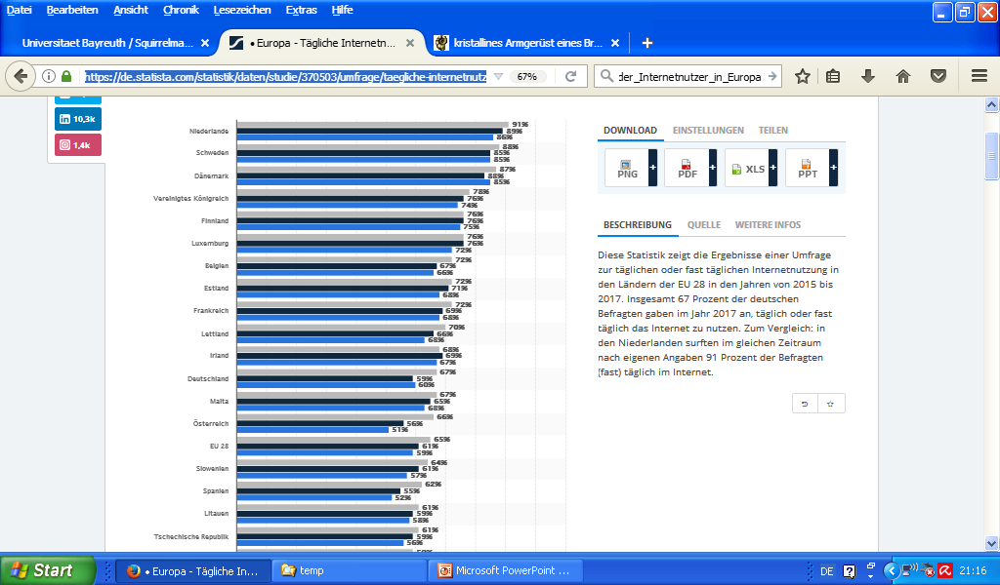 Datei Bearbeiten Ansicht Chronik Lesezeichen Extras Hilfe
Universitaet Bayreuth / Squirrelma... × • Europa - Tägliche Internetn... × kristallines Armgerüst eines Br... × +
https://de.statista.com/statistik/daten/studie/370503/umfrage/taegliche-internetnutz 67% der_Internetnutzer_in_Europa
10,3k
1,4k
Niederlande 91% 89% 86%
Schweden 88% 85% 85%
Dänemark 87% 88% 85%
Vereinigtes Königreich 78% 76% 74%
Finnland 76% 76% 75%
Luxemburg 76% 76% 72%
Belgien 72% 67% 66%
Estland 72% 71% 68%
Frankreich 72% 69% 68%
Lettland 70% 66% 68%
Irland 68% 69% 67%
Deutschland 67% 59% 60%
Malta 67% 65% 68%
Österreich 66% 56% 51%
EU 28 65% 61% 59%
Slowenien 64% 61% 57%
Spanien 62% 55% 52%
Litauen 61% 59% 58%
Tschechische Republik 61% 59% 56%
DOWNLOAD EINSTELLUNGEN TEILEN
PNG + PDF + XLS + PPT +
BESCHREIBUNG QUELLE WEITERE INFOS
Diese Statistik zeigt die Ergebnisse einer Umfrage
zur täglichen oder fast täglichen Internetnutzung in
den Ländern der EU 28 in den Jahren von 2015 bis
2017. Insgesamt 67 Prozent der deutschen
Befragten gaben im Jahr 2017 an, täglich oder fast
täglich das Internet zu nutzen. Zum Vergleich: in
den Niederlanden surften im gleichen Zeitraum
nach eigenen Angaben 91 Prozent der Befragten
(fast) täglich im Internet.
Start • Europa - Tägliche In... temp Microsoft PowerPoint ... DE 21:16